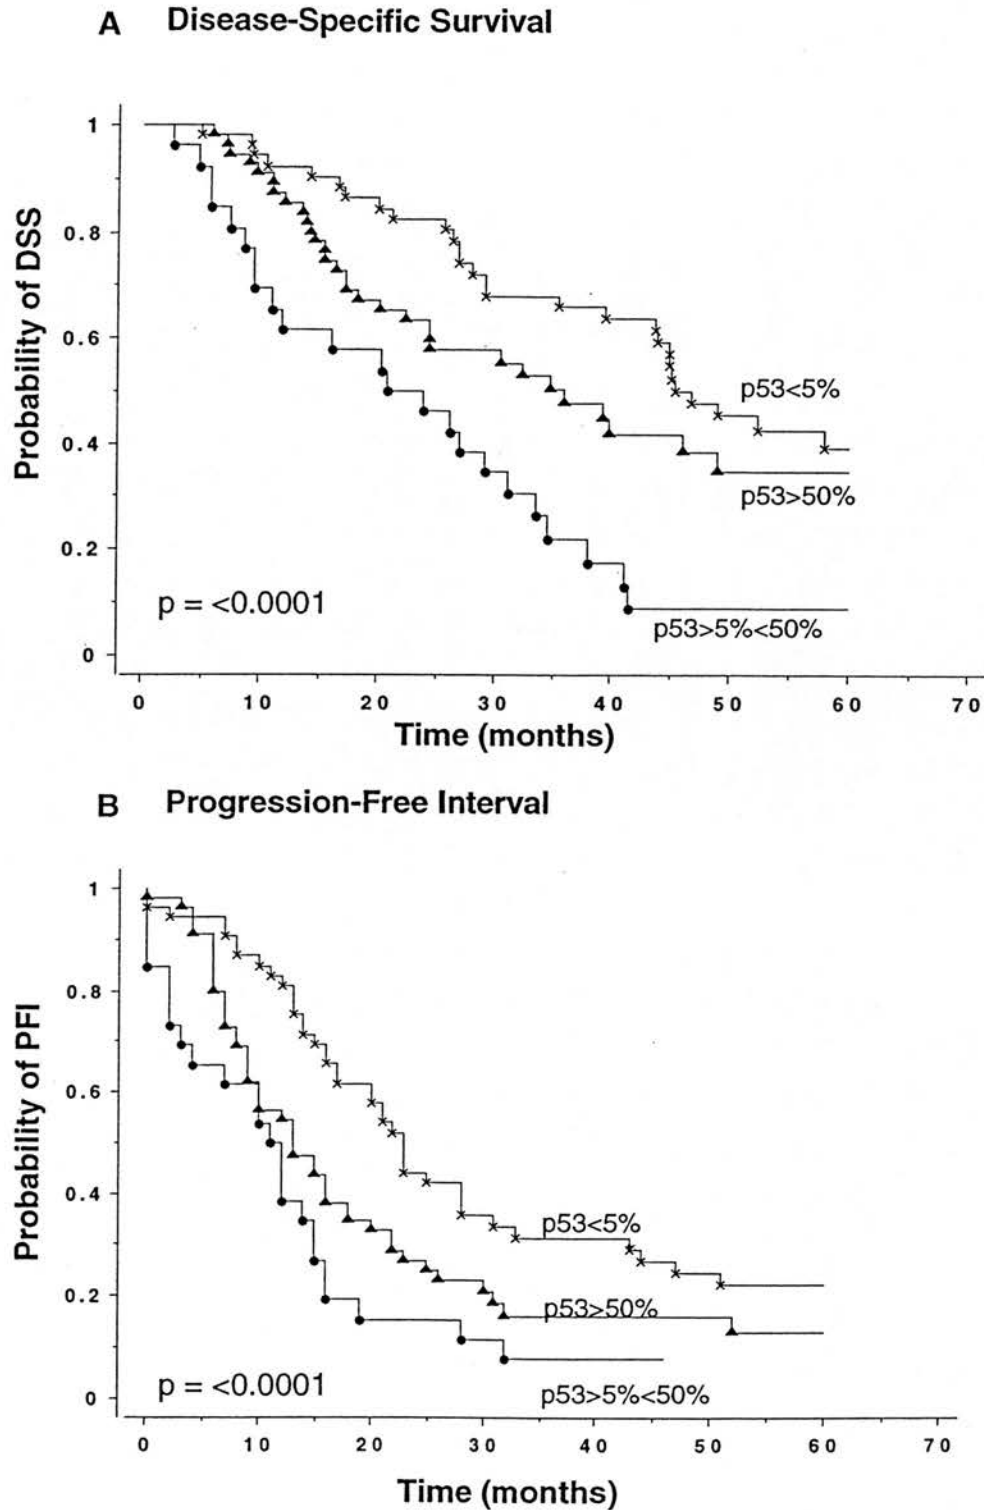 A Disease-Specific Survival
Probability of DSS
1
0.8
0.6
0.4
0.2
0
p53<5%
p53>50%
p53>5%<50%
p = <0.0001
0 10 20 30 40 50 60 70
Time (months)
B Progression-Free Interval
Probability of PFI
1
0.8
0.6
0.4
0.2
0
p53<5%
p53>50%
p53>5%<50%
p = <0.0001
0 10 20 30 40 50 60 70
Time (months)